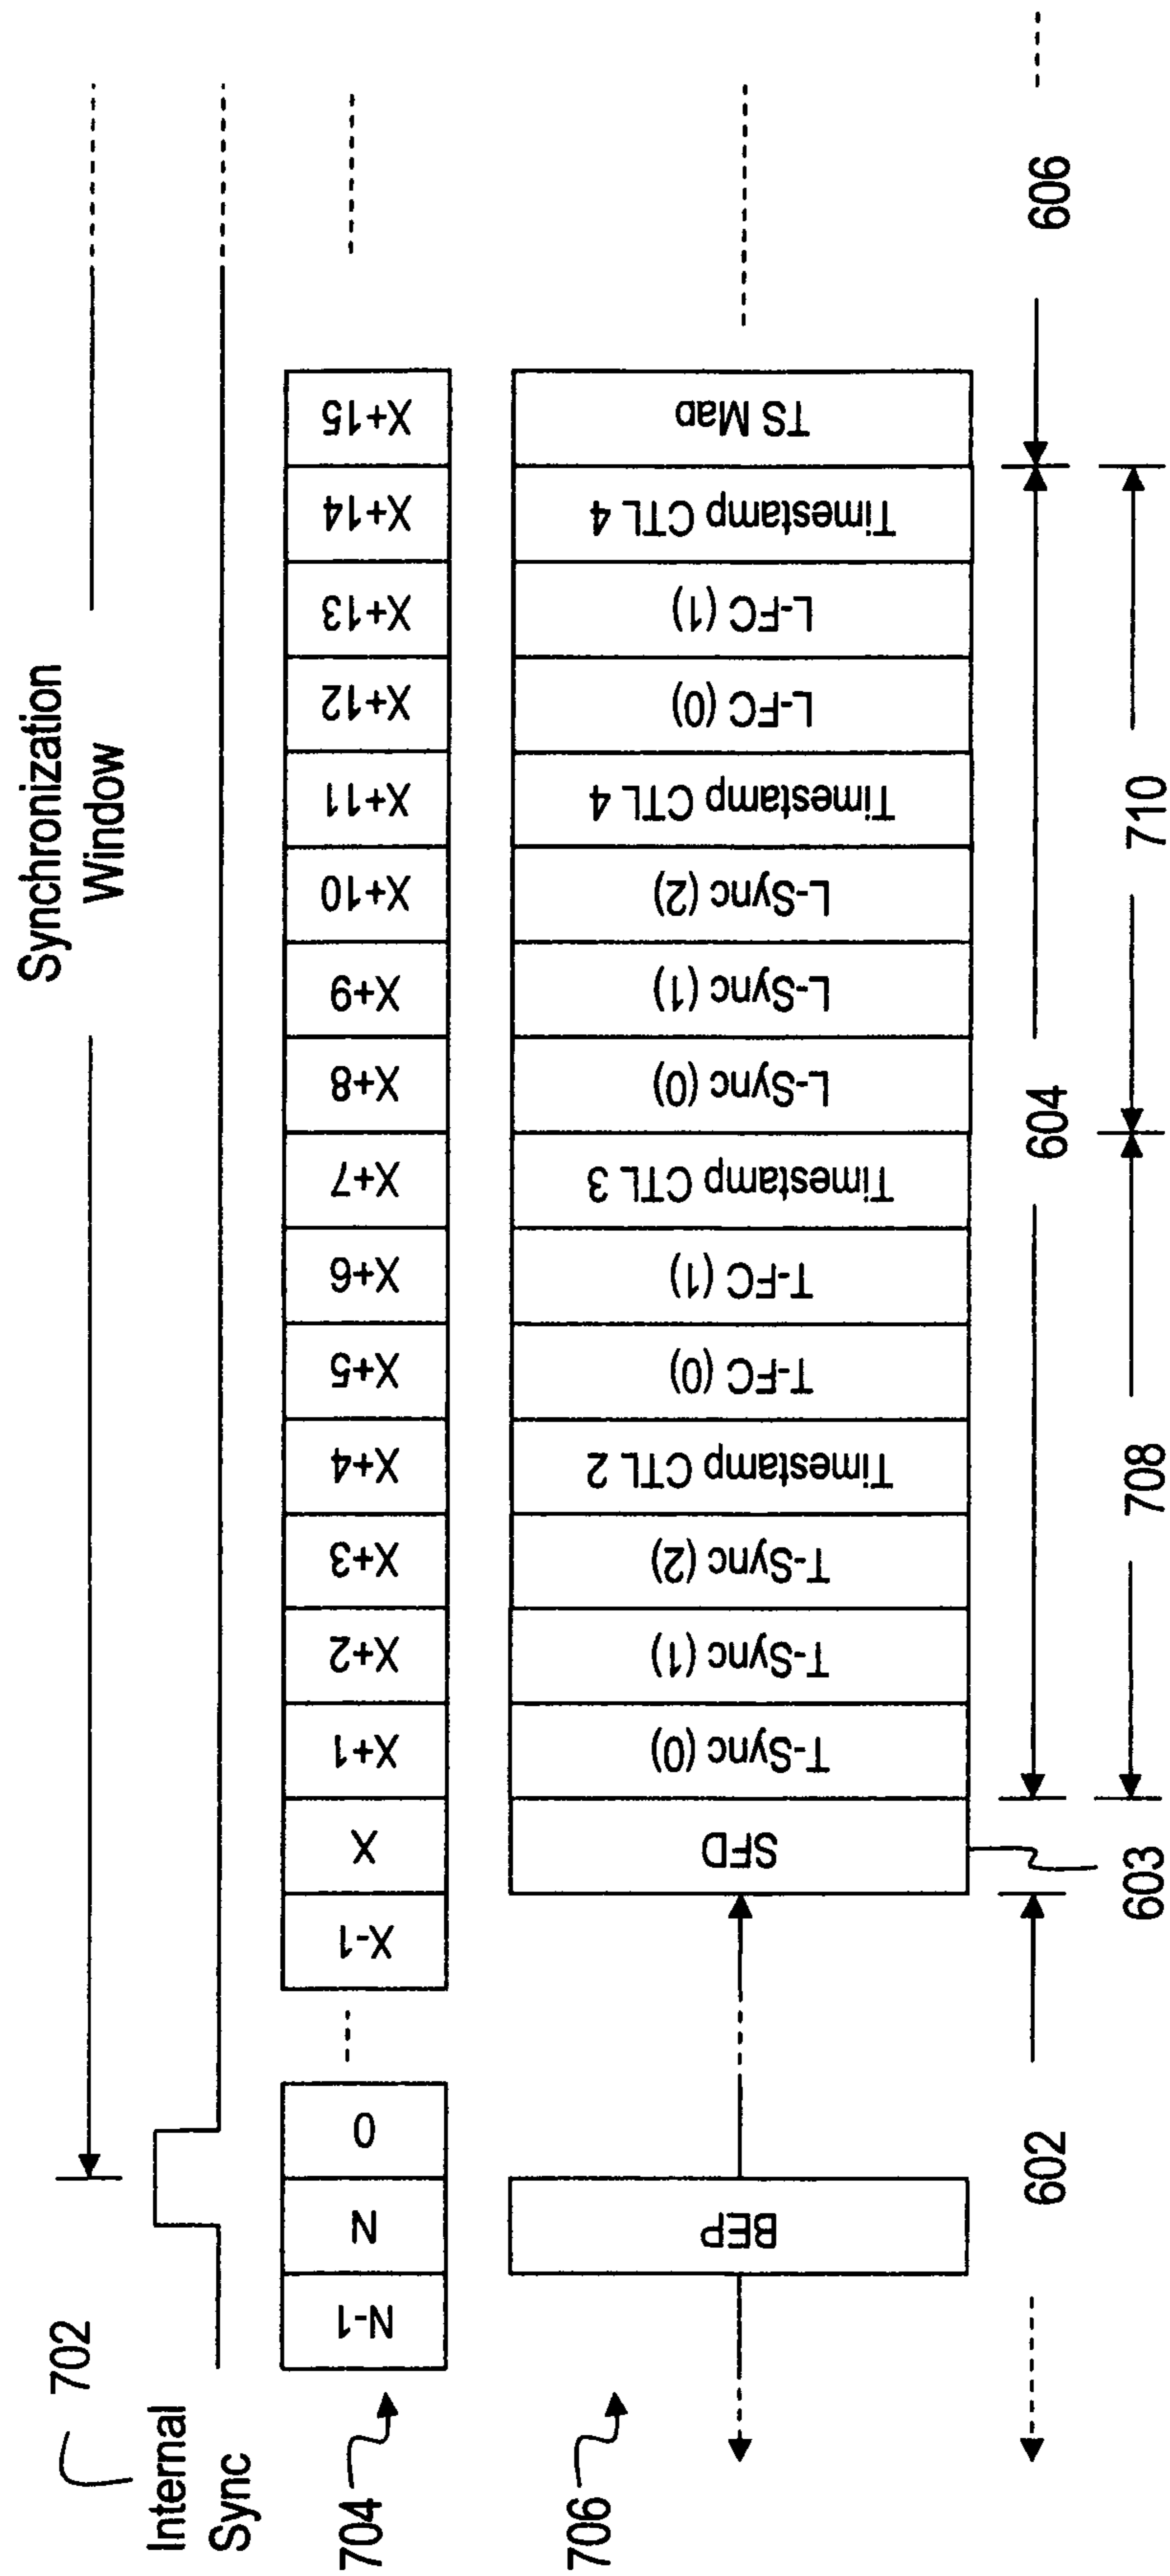 Synchronization
Window
702
Internal
Sync
704
N-1
N
0
X-1
X
X+1
X+2
X+3
X+4
X+5
X+6
X+7
X+8
X+9
X+10
X+11
X+12
X+13
X+14
X+15
706
BEP
SFD
T-Sync (0)
T-Sync (1)
T-Sync (2)
Timestamp CTL 2
T-FC (0)
T-FC (1)
Timestamp CTL 3
L-Sync (0)
L-Sync (1)
L-Sync (2)
Timestamp CTL 4
L-FC (0)
L-FC (1)
Timestamp CTL 4
TS Map
602
604
606
603
708
710